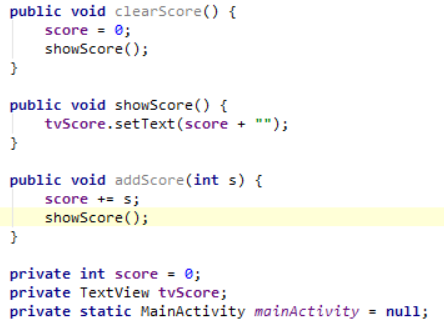 public void clearScore() {
    score = 0;
    showScore();
}

public void showScore() {
    tvScore.setText(score + "");
}

public void addScore(int s) {
    score += s;
    showScore();
}

private int score = 0;
private TextView tvScore;
private static MainActivity mainActivity = null;